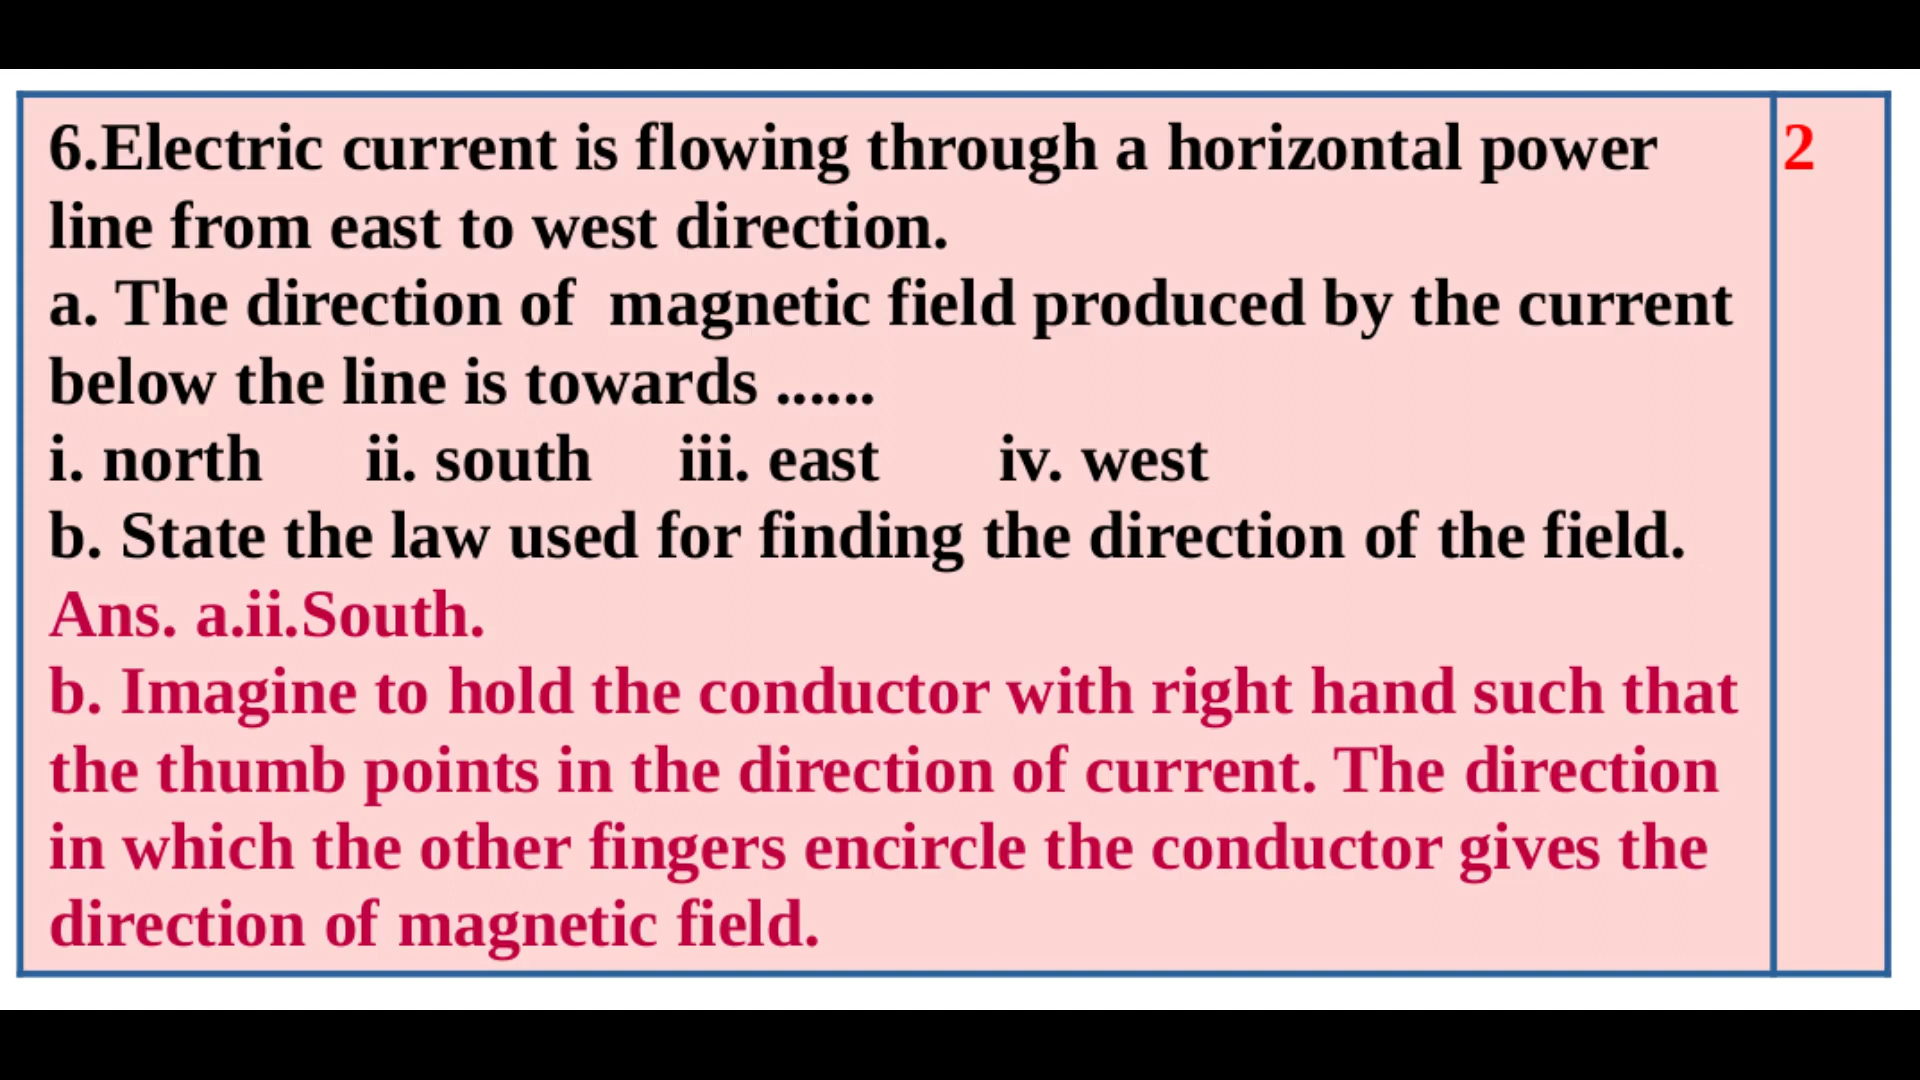 6.Electric current is flowing through a horizontal power
line from east to west direction.
a. The direction of  magnetic field produced by the current
below the line is towards ......
i. north ii. south iii. east iv. west
b. State the law used for finding the direction of the field.
Ans. a.ii.South.
b. Imagine to hold the conductor with right hand such that
the thumb points in the direction of current. The direction
in which the other fingers encircle the conductor gives the
direction of magnetic field.
2